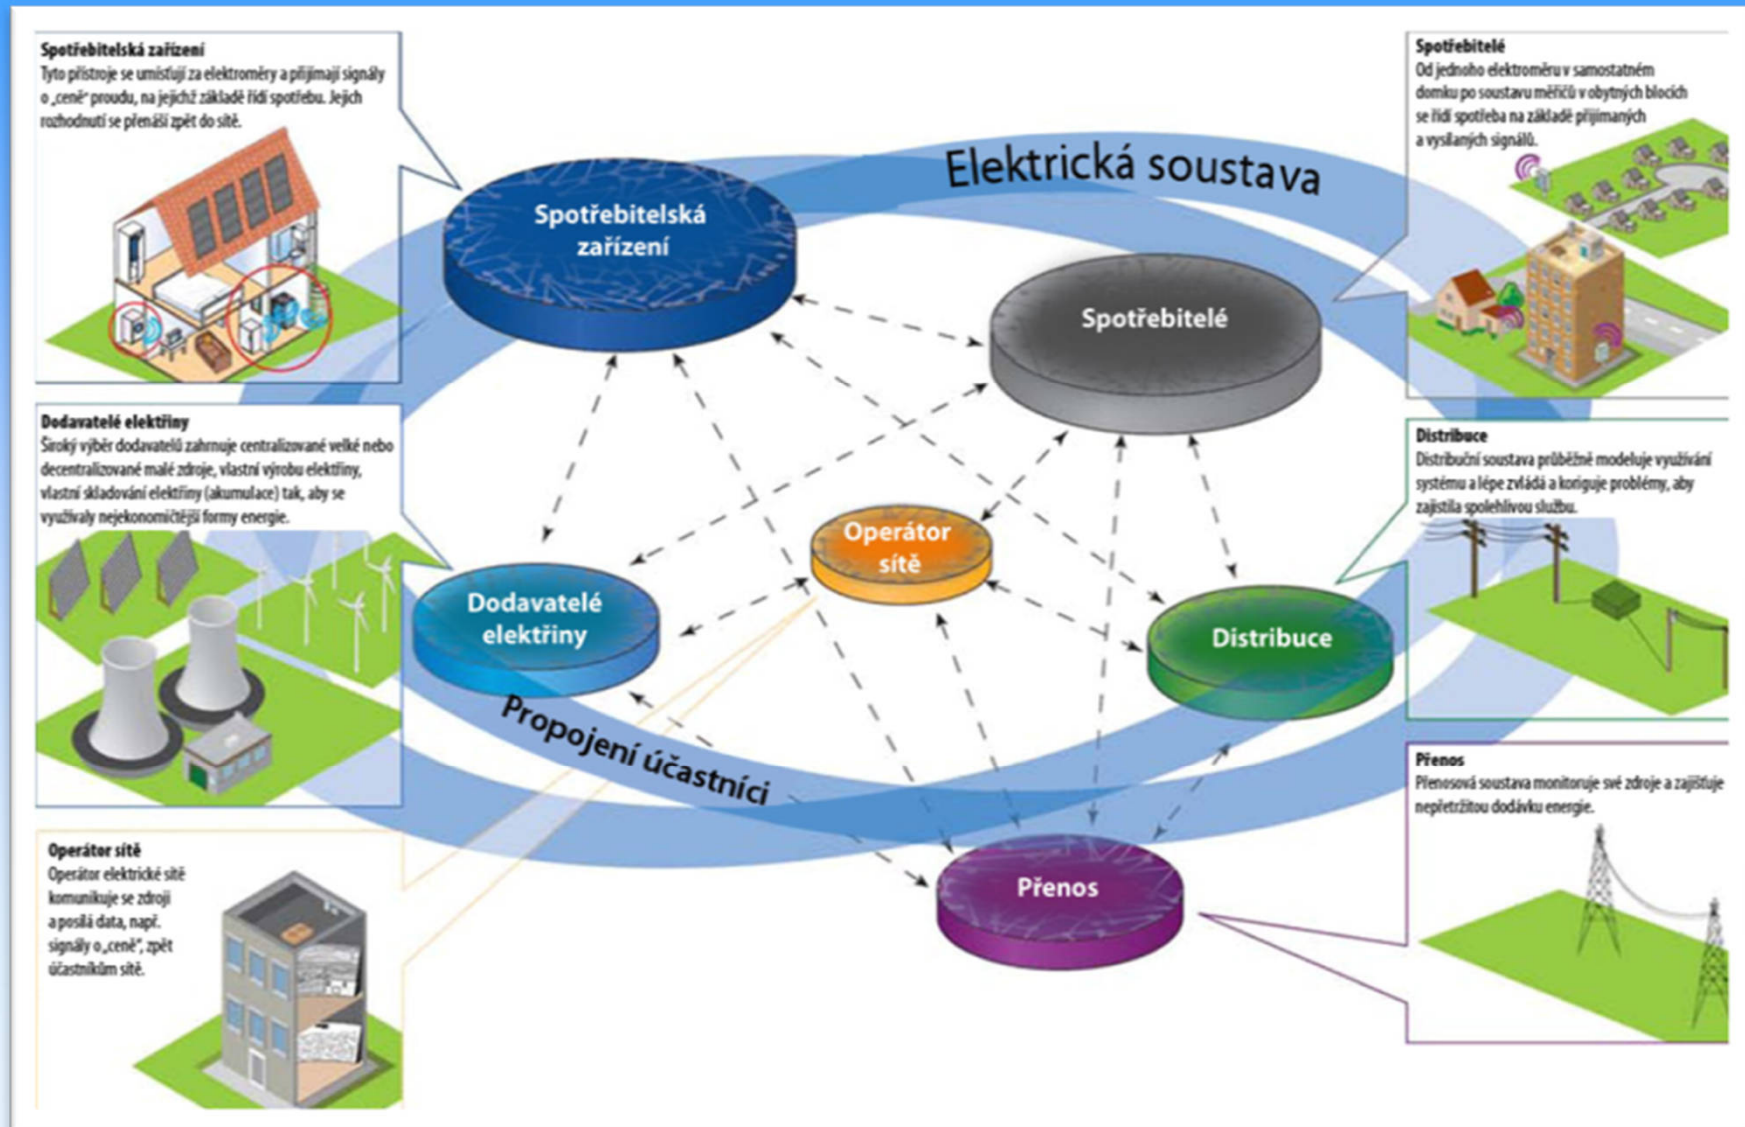 Spotřebitelská zařízení
Tyto přístroje se umisťují za elektroměry a přijímají signály
o „ceně“ proudu, na jejichž základě řídí spotřebu. Jejich
rozhodnutí se přenáší zpět do sítě.
Dodavatelé elektřiny
Široký výběr dodavatelů zahrnuje centralizované velké nebo
decentralizované malé zdroje, vlastní výrobu elektřiny,
vlastní skladování elektřiny (akumulace) tak, aby se
využívaly nejekonomičtější formy energie.
Operátor sítě
Operátor elektrické sítě
komunikuje se zdroji
a posílá data, např.
signály o „ceně“, zpět
účastníkům sítě.
Elektrická soustava
Spotřebitelská
zařízení
Spotřebitelé
Operátor
sítě
Dodavatelé
elektřiny
Distribuce
Propojení účastníci
Přenos
Spotřebitelé
Od jednoho elektroměru v samostatném
domku po soustavu měřičů v obytných blocích
se řídí spotřeba na základě přijímaných
a vysílaných signálů.
Distribuce
Distribuční soustava průběžně modeluje využívání
systému a lépe zvládá a koriguje problémy, aby
zajistila spolehlivou službu.
Přenos
Přenosová soustava monitoruje své zdroje a zajišťuje
nepřetržitou dodávku energie.